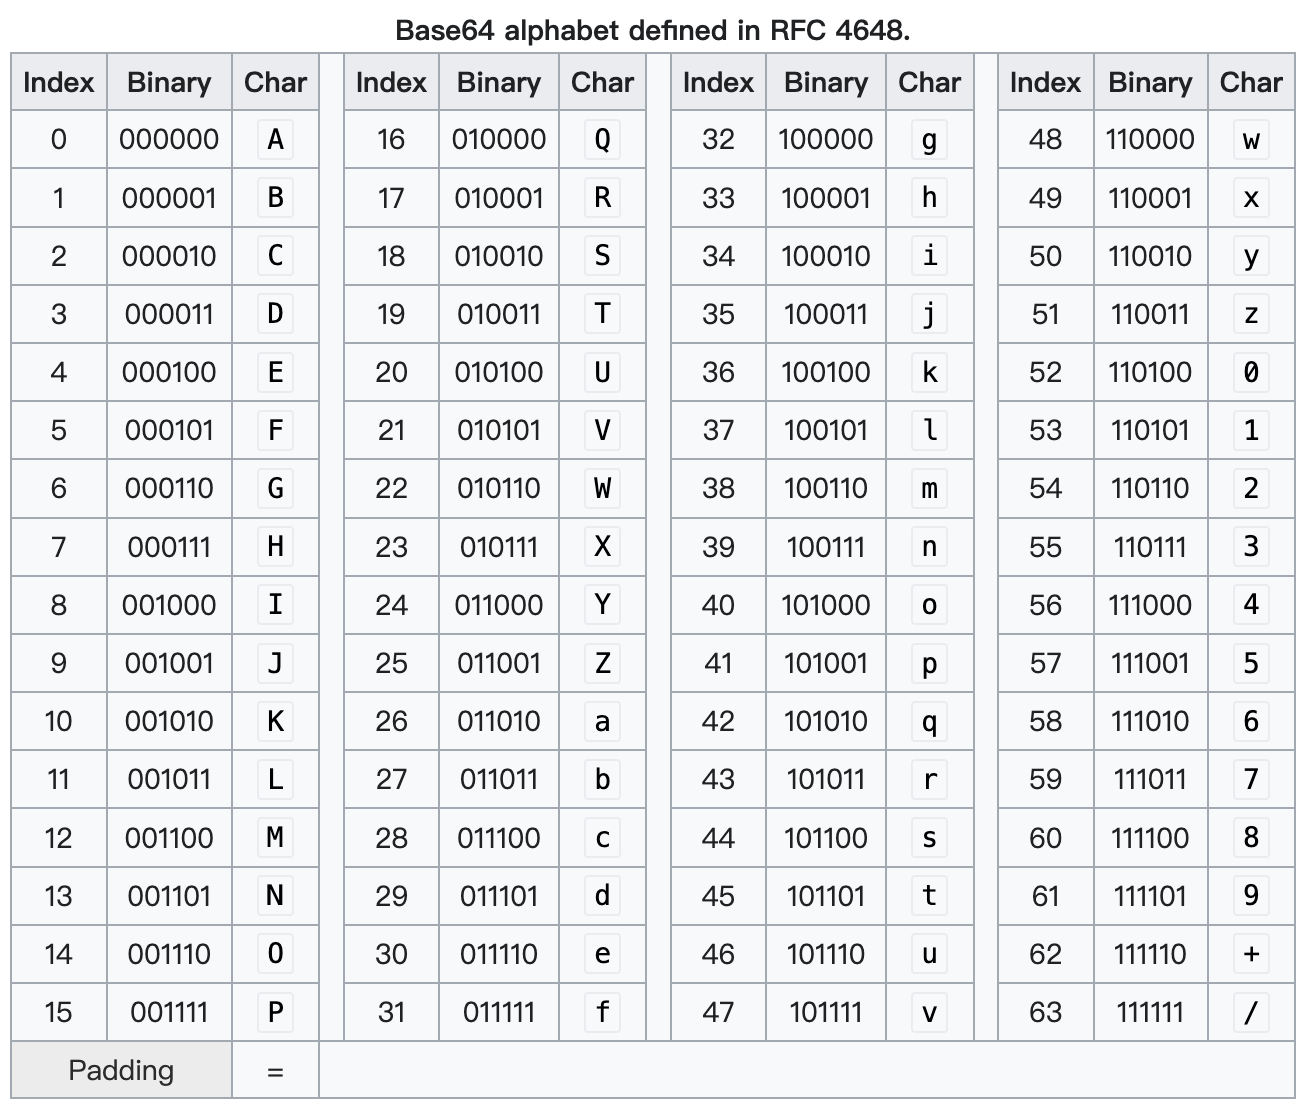 Base64 alphabet defined in RFC 4648.
Index Binary Char Index Binary Char Index Binary Char Index Binary Char
0 000000 A 16 010000 Q 32 100000 g 48 110000 w
1 000001 B 17 010001 R 33 100001 h 49 110001 x
2 000010 C 18 010010 S 34 100010 i 50 110010 y
3 000011 D 19 010011 T 35 100011 j 51 110011 z
4 000100 E 20 010100 U 36 100100 k 52 110100 0
5 000101 F 21 010101 V 37 100101 l 53 110101 1
6 000110 G 22 010110 W 38 100110 m 54 110110 2
7 000111 H 23 010111 X 39 100111 n 55 110111 3
8 001000 I 24 011000 Y 40 101000 o 56 111000 4
9 001001 J 25 011001 Z 41 101001 p 57 111001 5
10 001010 K 26 011010 a 42 101010 q 58 111010 6
11 001011 L 27 011011 b 43 101011 r 59 111011 7
12 001100 M 28 011100 c 44 101100 s 60 111100 8
13 001101 N 29 011101 d 45 101101 t 61 111101 9
14 001110 O 30 011110 e 46 101110 u 62 111110 +
15 001111 P 31 011111 f 47 101111 v 63 111111 /
Padding =